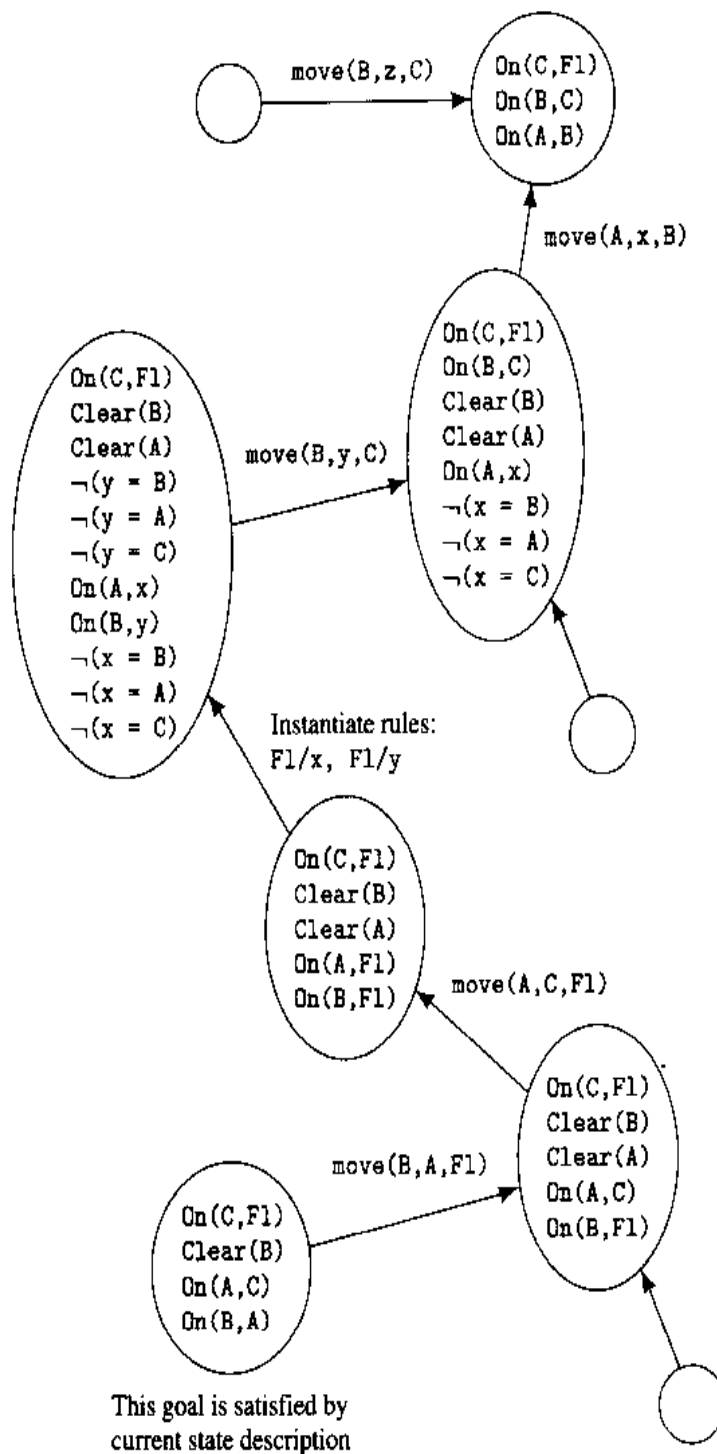 move(B,z,C)
On(C,Fl)
On(B,C)
On(A,B)
move(A,x,B)
On(C,Fl)
On(B,C)
Clear(B)
Clear(A)
On(A,x)
¬(x = B)
¬(x = A)
¬(x = C)
move(B,y,C)
On(C,Fl)
Clear(B)
Clear(A)
¬(y = B)
¬(y = A)
¬(y = C)
On(A,x)
On(B,y)
¬(x = B)
¬(x = A)
¬(x = C)
Instantiate rules:
Fl/x, Fl/y
On(C,Fl)
Clear(B)
Clear(A)
On(A,Fl)
On(B,Fl)
move(A,C,Fl)
On(C,Fl)
Clear(B)
Clear(A)
On(A,C)
On(B,Fl)
move(B,A,Fl)
On(C,Fl)
Clear(B)
On(A,C)
On(B,A)
This goal is satisfied by
current state description